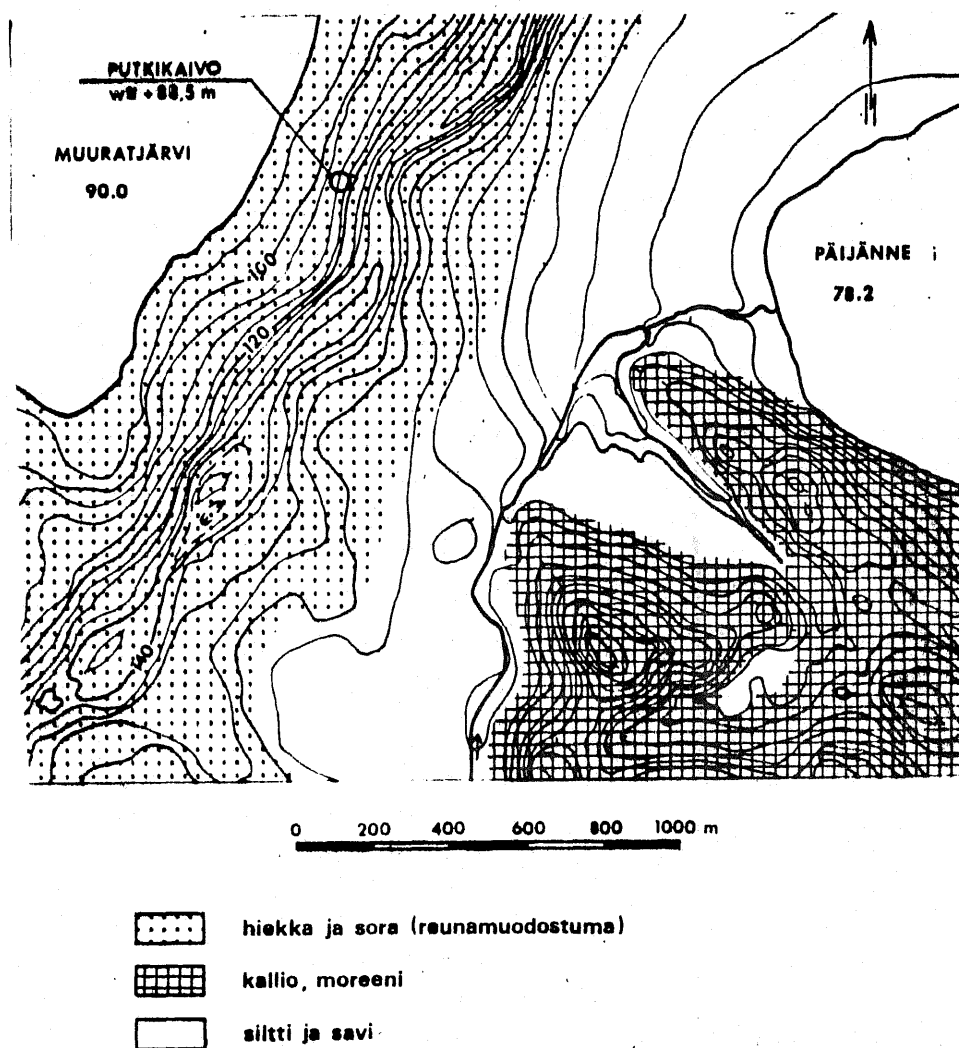 PUTKIKAIVO
MUURATJÄRVI
90.0
PÄIJÄNNE
78.2
100
120
140
0 200 400 600 800 1000 m
hiekka ja sora (reunamuodostuma)
kallio, moreeni
siltti ja savi